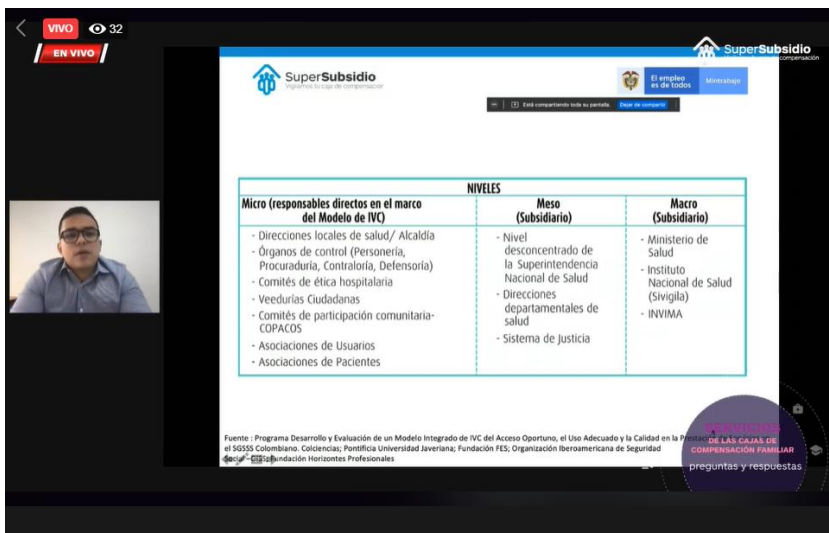 VIVO 32
EN VIVO
SuperSubsidio
compensación
SuperSubsidio
tu caja de compensación
El empleo
es de todos
Mintrabajo
Está compartiendo toda su pantalla. Dejar de compartir
NIVELES
Micro (responsables directos en el marco
del Modelo de IVC)
- Direcciones locales de salud/ Alcaldía
- Órganos de control (Personería,
Procuraduría, Contraloría, Defensoría)
- Comités de ética hospitalaria
- Veedurías Ciudadanas
- Comités de participación comunitaria-
COPACOS
- Asociaciones de Usuarios
- Asociaciones de Pacientes
Meso
(Subsidiario)
- Nivel
desconcentrado de
la Superintendencia
Nacional de Salud
- Direcciones
departamentales de
salud
- Sistema de Justicia
Macro
(Subsidiario)
- Ministerio de
Salud
- Instituto
Nacional de Salud
(Sivigila)
- INVIMA
Fuente : Programa Desarrollo y Evaluación de un Modelo Integrado de IVC del Acceso Oportuno, el Uso Adecuado y la Calidad en la
el SGSSS Colombiano. Colciencias; Pontificia Universidad Javeriana; Fundación FES; Organización Iberoamericana de Seguridad
Fundación Horizontes Profesionales
SERVICIOS
DE LAS CAJAS DE
COMPENSACIÓN FAMILIAR
preguntas y respuestas